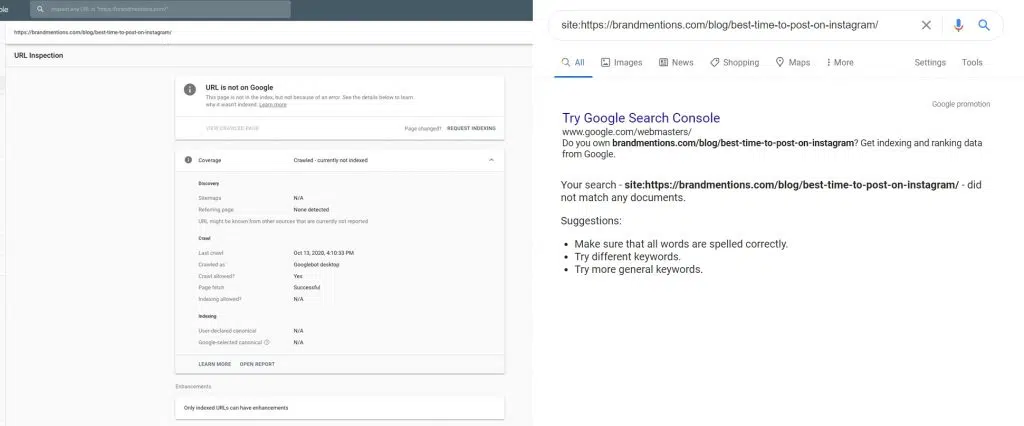 Inspect any URL in "https://brandmentions.com/"
https://brandmentions.com/blog/best-time-to-post-on-instagram/
URL Inspection
URL is not on Google
This page is not in the index, but not because of an error. See the details below to learn
why it wasn't indexed. Learn more
VIEW CRAWLED PAGE
Page changed? REQUEST INDEXING
Coverage Crawled - currently not indexed
Discovery
Sitemaps N/A
Referring page None detected
URL might be known from other sources that are currently not reported
Crawl
Last crawl Oct 13, 2020, 4:10:33 PM
Crawled as Googlebot desktop
Crawl allowed? Yes
Page fetch Successful
Indexing allowed? N/A
Indexing
User-declared canonical N/A
Google-selected canonical N/A
LEARN MORE OPEN REPORT
Enhancements
Only indexed URLs can have enhancements
site:https://brandmentions.com/blog/best-time-to-post-on-instagram/
All Images News Shopping Maps More Settings Tools
Google promotion
Try Google Search Console
www.google.com/webmasters/
Do you own brandmentions.com/blog/best-time-to-post-on-instagram? Get indexing and ranking data
from Google.
Your search - site:https://brandmentions.com/blog/best-time-to-post-on-instagram/ - did
not match any documents.
Suggestions:
Make sure that all words are spelled correctly.
Try different keywords.
Try more general keywords.